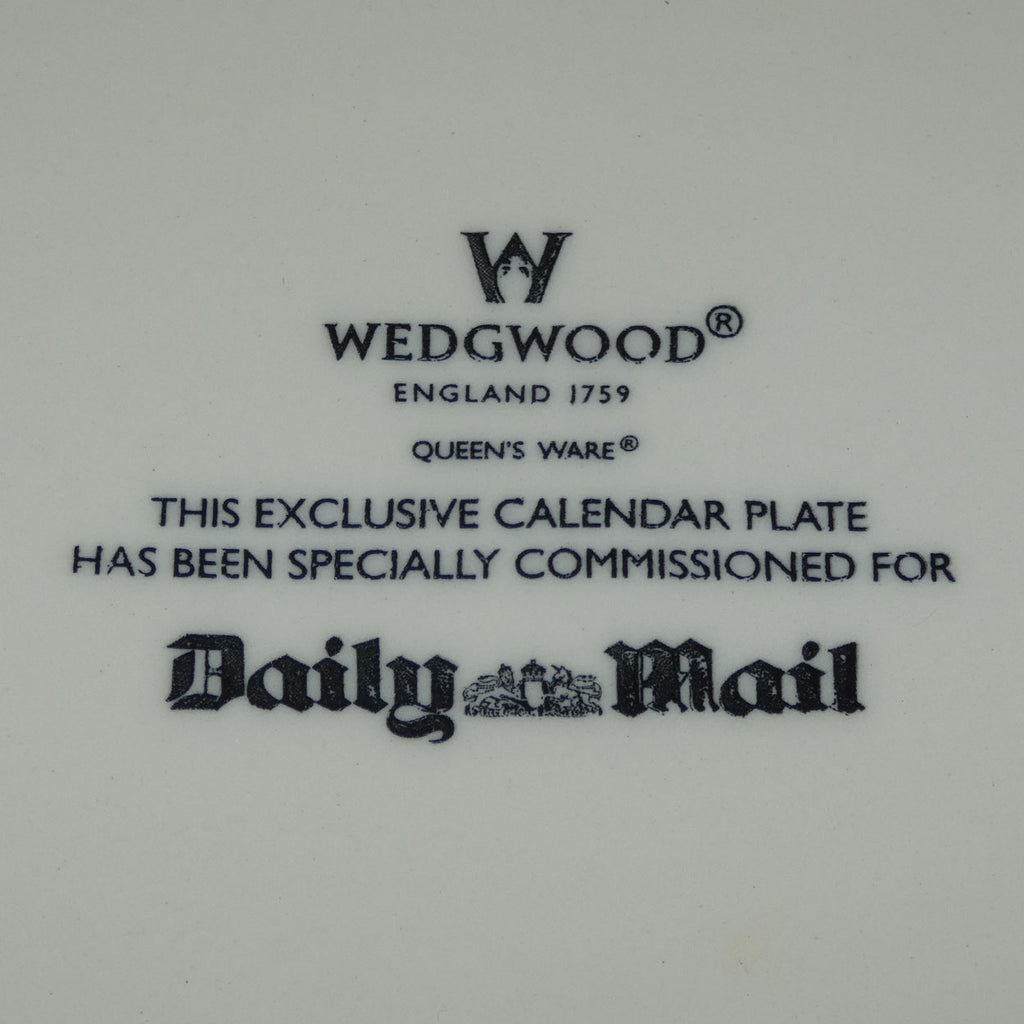 W
WEDGWOOD®
ENGLAND 1759
QUEEN'S WARE®
THIS EXCLUSIVE CALENDAR PLATE
HAS BEEN SPECIALLY COMMISSIONED FOR
Daily Mail